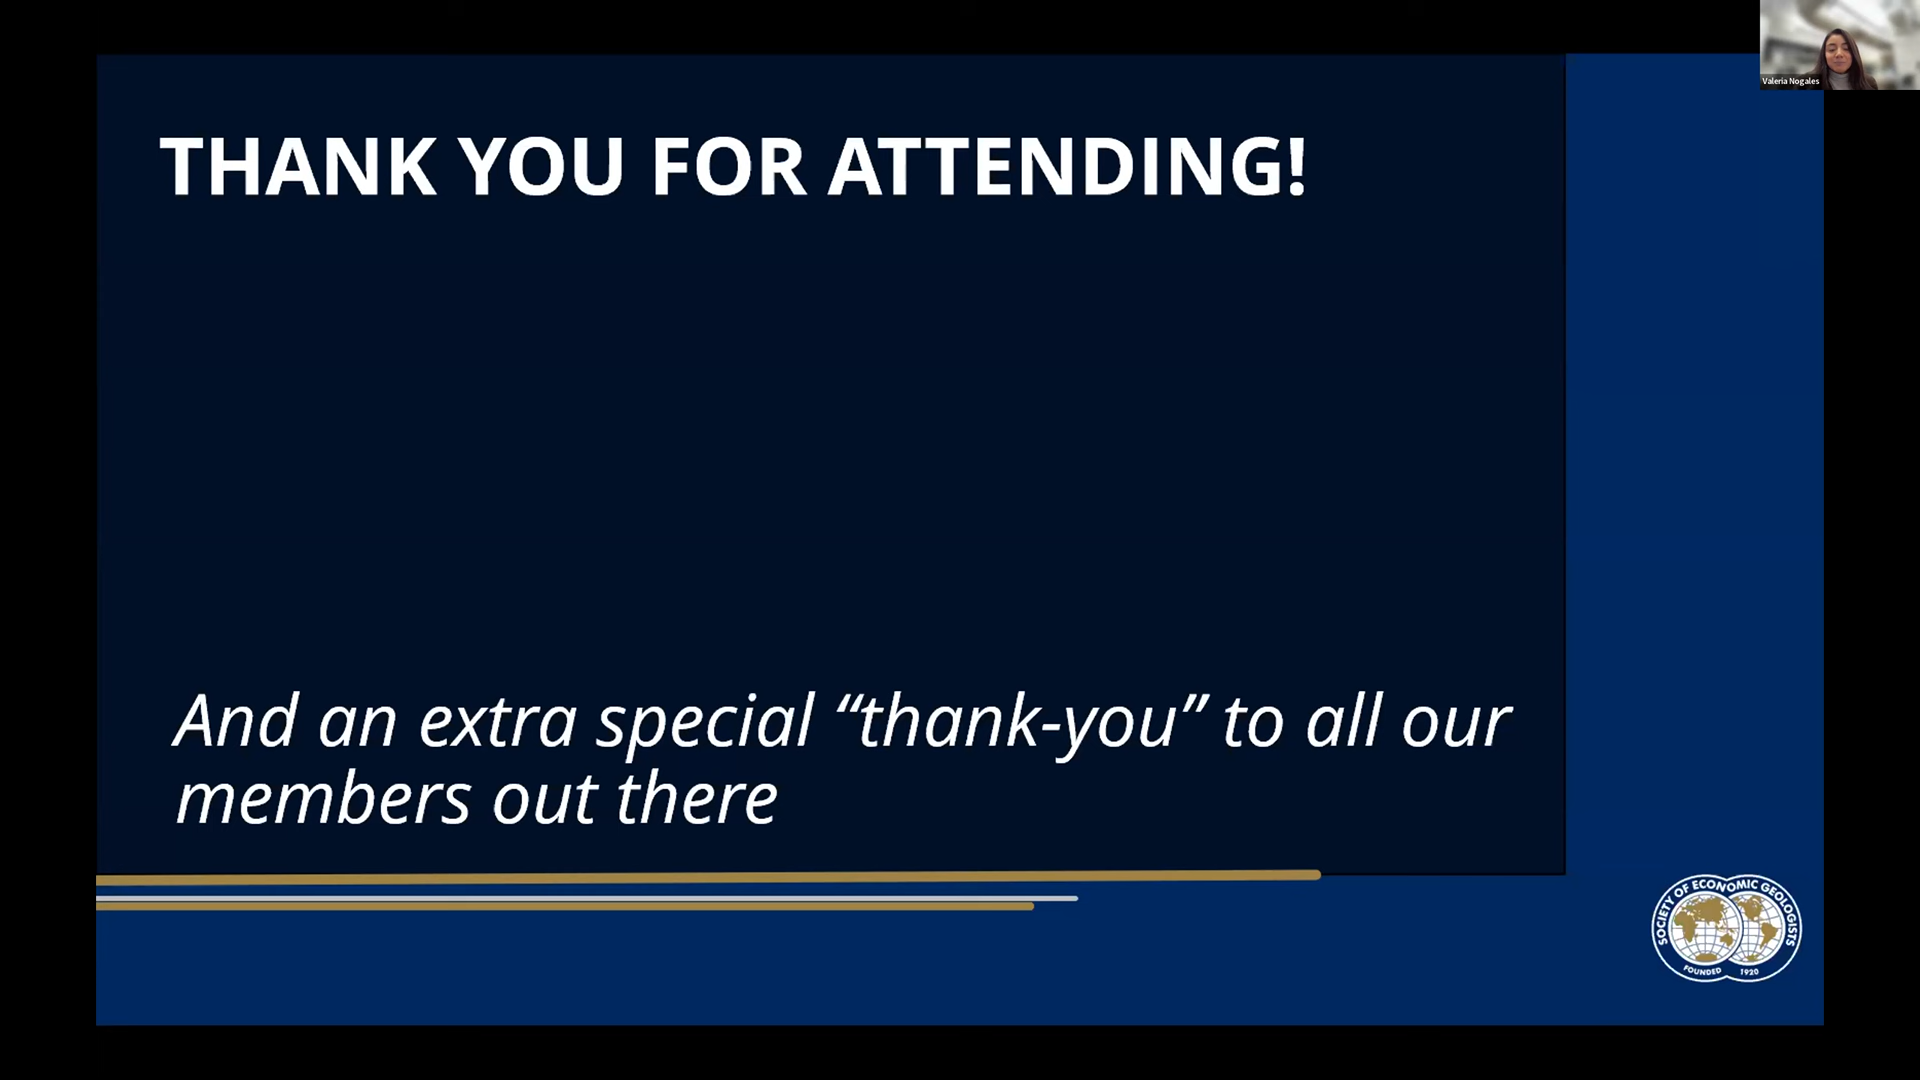 Valeria Nogales
THANK YOU FOR ATTENDING!
And an extra special “thank-you” to all our
members out there
SOCIETY OF ECONOMIC GEOLOGISTS
FOUNDED 1920